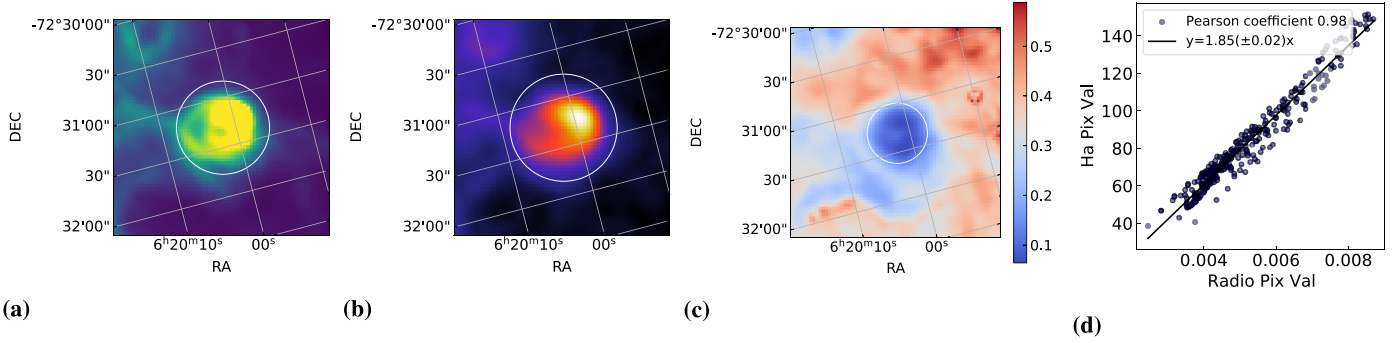 -72°30'00"
30"
31'00"
30"
32'00"
DEC
6ʰ20ᵐ10ˢ
00ˢ
RA
(a)
-72°30'00"
30"
31'00"
30"
32'00"
DEC
6ʰ20ᵐ10ˢ
00ˢ
RA
(b)
-72°30'00"
30"
31'00"
30"
32'00"
DEC
6ʰ20ᵐ10ˢ
00ˢ
RA
0.5
0.4
0.3
0.2
0.1
(c)
Pearson coefficient 0.98
y=1.85(±0.02)x
140
120
100
80
60
40
Ha Pix Val
0.004
0.006
0.008
Radio Pix Val
(d)